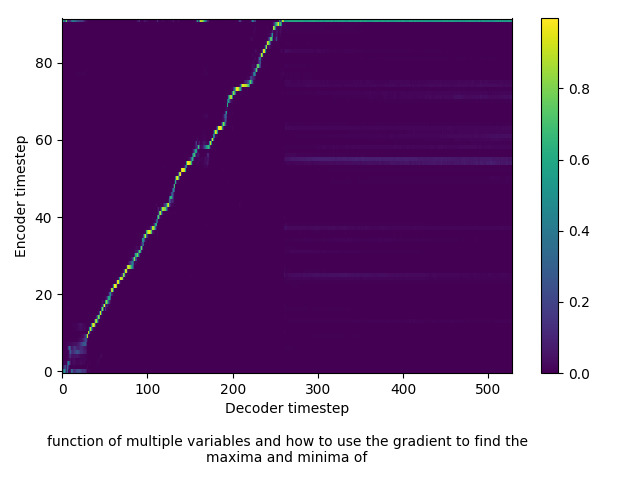 80
60
40
20
0
Encoder timestep
0 100 200 300 400 500
Decoder timestep
0.8
0.6
0.4
0.2
0.0
function of multiple variables and how to use the gradient to find the
maxima and minima of